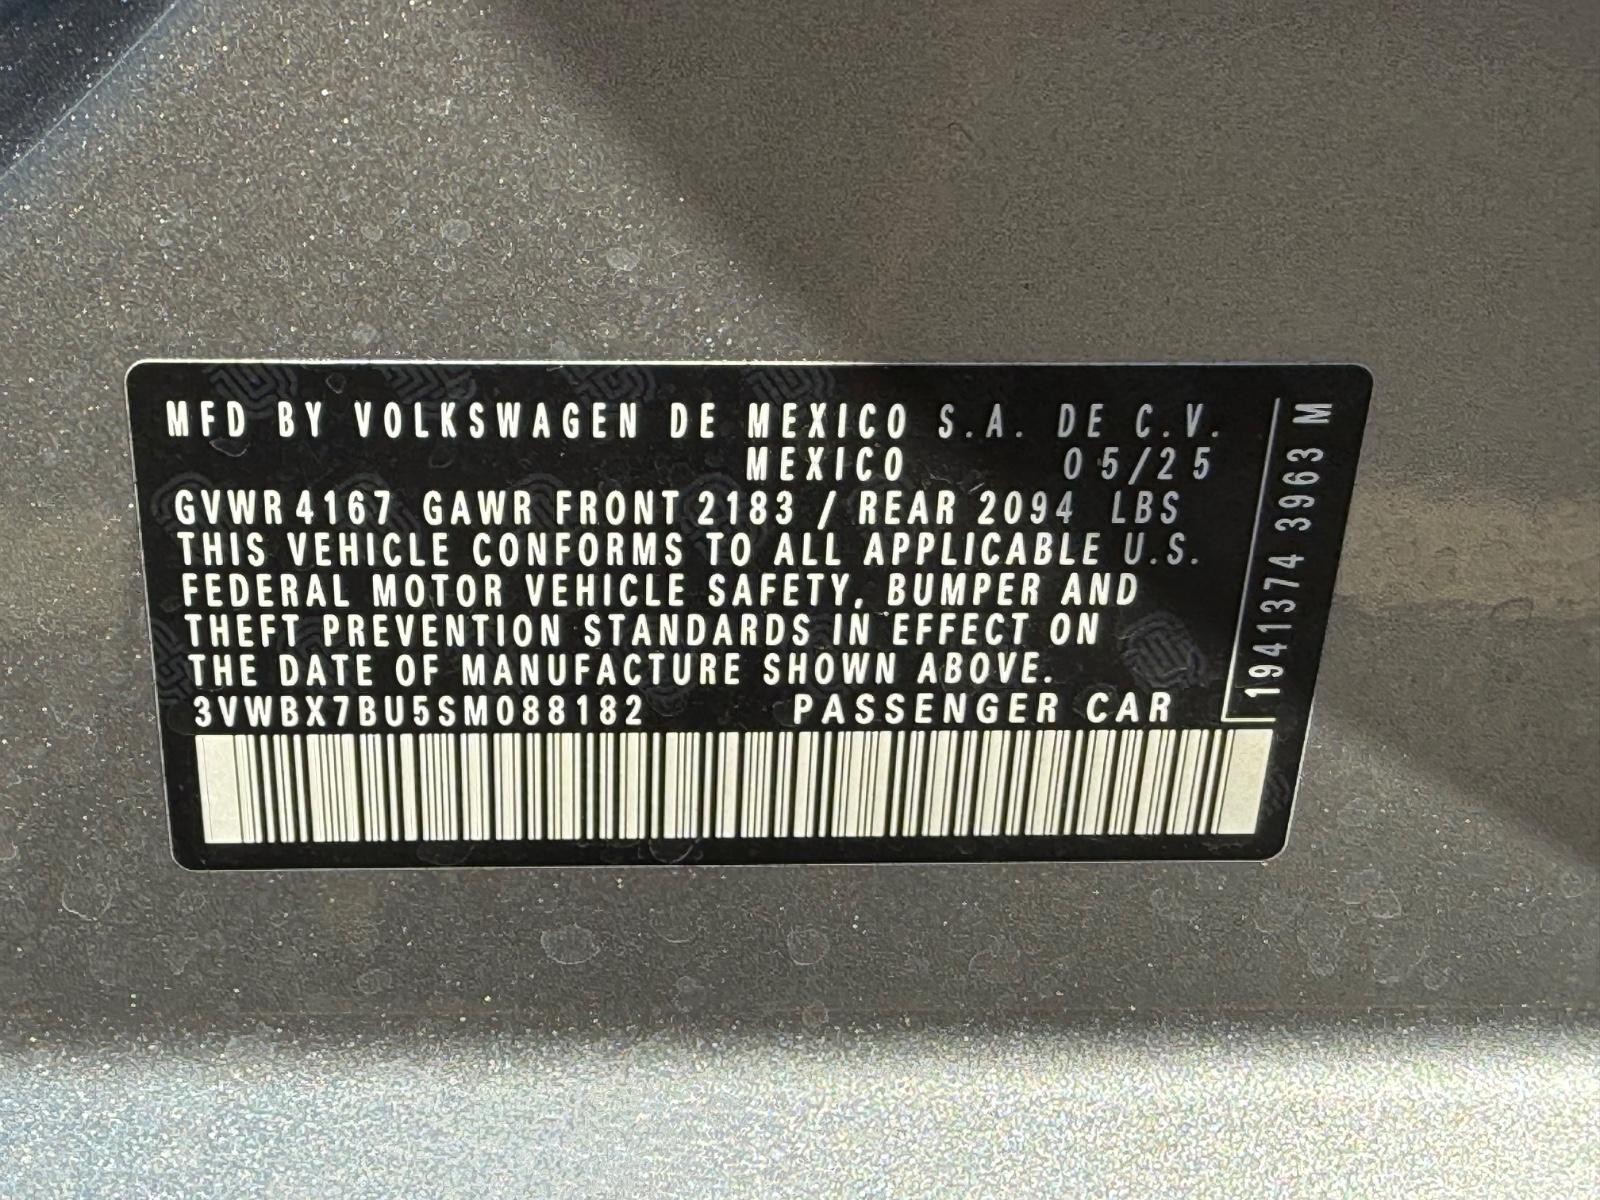 MFD BY VOLKSWAGEN DE MEXICO S.A. DE C.V.
MEXICO 05/25
GVWR 4167 GAWR FRONT 2183 / REAR 2094 LBS
THIS VEHICLE CONFORMS TO ALL APPLICABLE U.S.
FEDERAL MOTOR VEHICLE SAFETY, BUMPER AND
THEFT PREVENTION STANDARDS IN EFFECT ON
THE DATE OF MANUFACTURE SHOWN ABOVE.
3VWBX7BU5SM088182 PASSENGER CAR
1941374 3963 M